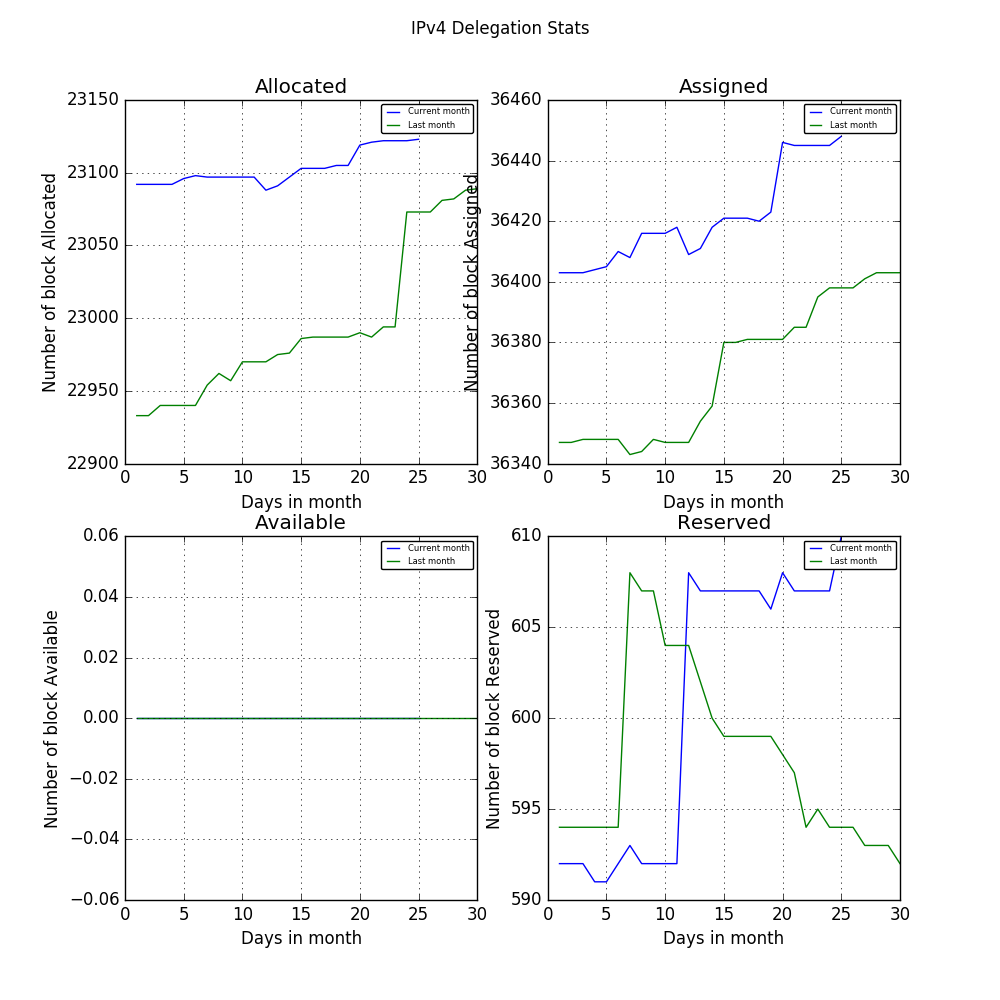 IPv4 Delegation Stats
Allocated
Number of block Allocated
23150
23100
23050
23000
22950
22900
0 5 10 15 20 25 30
Days in month
Current month
Last month
Assigned
Number of block Assigned
36460
36440
36420
36400
36380
36360
36340
0 5 10 15 20 25 30
Days in month
Current month
Last month
Available
Number of block Available
0.06
0.04
0.02
0.00
−0.02
−0.04
−0.06
0 5 10 15 20 25 30
Days in month
Current month
Last month
Reserved
Number of block Reserved
610
605
600
595
590
0 5 10 15 20 25 30
Days in month
Current month
Last month